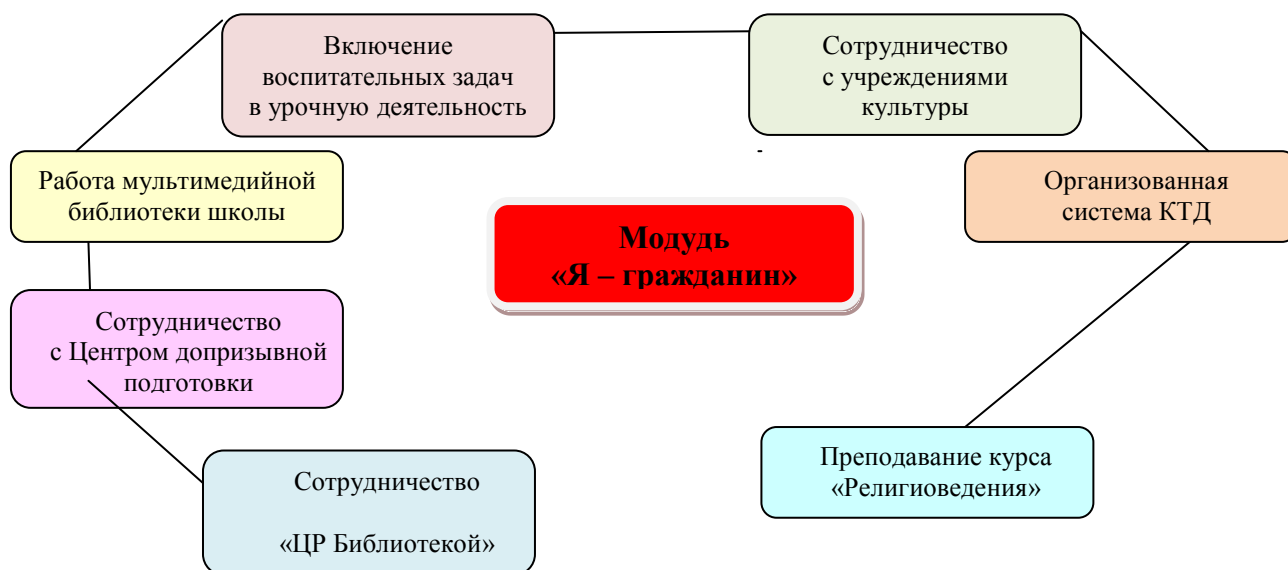 Включение
воспитательных задач
в урочную деятельность
Сотрудничество
с учреждениями
культуры
Работа мультимедийной
библиотеки школы
Организованная
система КТД
Модудь
«Я – гражданин»
Сотрудничество
с Центром допризывной
подготовки
Преподавание курса
«Религиоведения»
Сотрудничество
«ЦР Библиотекой»